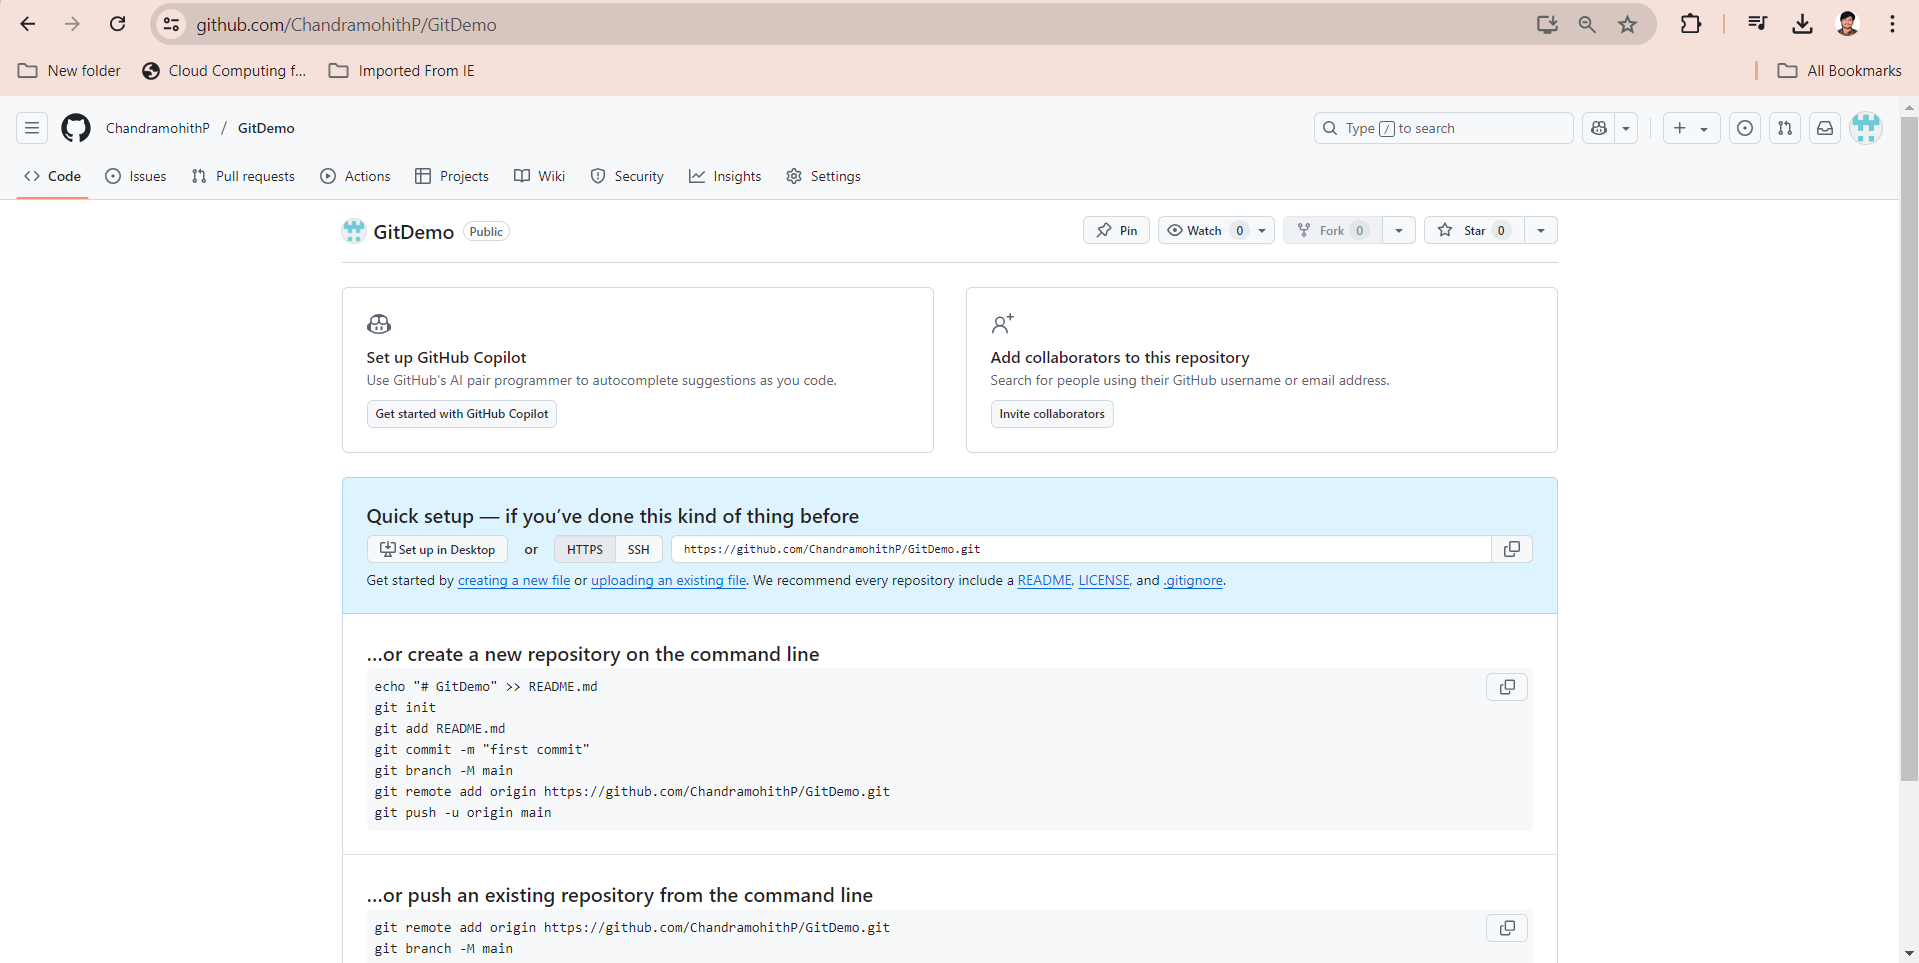 github.com/ChandramohithP/GitDemo
New folder
Cloud Computing f...
Imported From IE
All Bookmarks
ChandramohithP / GitDemo
Type / to search
Code
Issues
Pull requests
Actions
Projects
Wiki
Security
Insights
Settings
GitDemo Public
Pin
Watch 0
Fork 0
Star 0
Set up GitHub Copilot
Use GitHub's AI pair programmer to autocomplete suggestions as you code.
Get started with GitHub Copilot
Add collaborators to this repository
Search for people using their GitHub username or email address.
Invite collaborators
Quick setup — if you’ve done this kind of thing before
Set up in Desktop or HTTPS SSH https://github.com/ChandramohithP/GitDemo.git
Get started by creating a new file or uploading an existing file. We recommend every repository include a README, LICENSE, and .gitignore.
…or create a new repository on the command line
echo "# GitDemo" >> README.md
git init
git add README.md
git commit -m "first commit"
git branch -M main
git remote add origin https://github.com/ChandramohithP/GitDemo.git
git push -u origin main
…or push an existing repository from the command line
git remote add origin https://github.com/ChandramohithP/GitDemo.git
git branch -M main